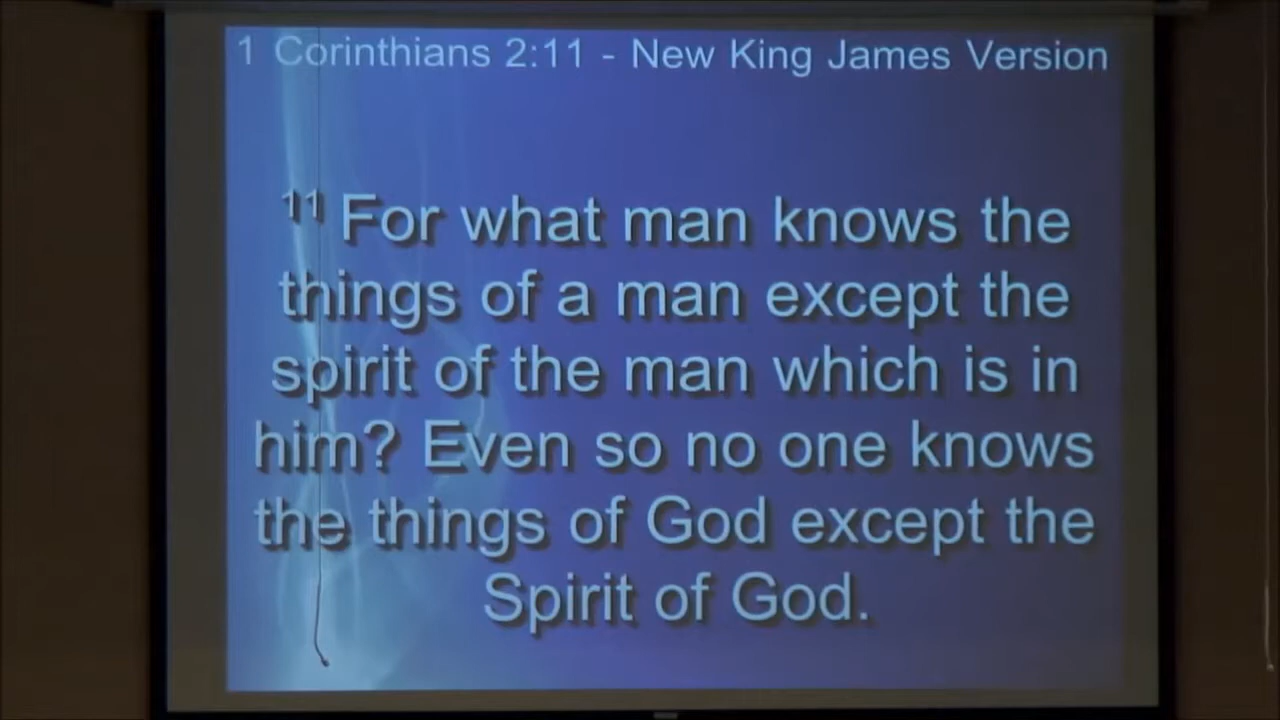 1 Corinthians 2:11 - New King James Version
11 For what man knows the
things of a man except the
spirit of the man which is in
him? Even so no one knows
the things of God except the
Spirit of God.